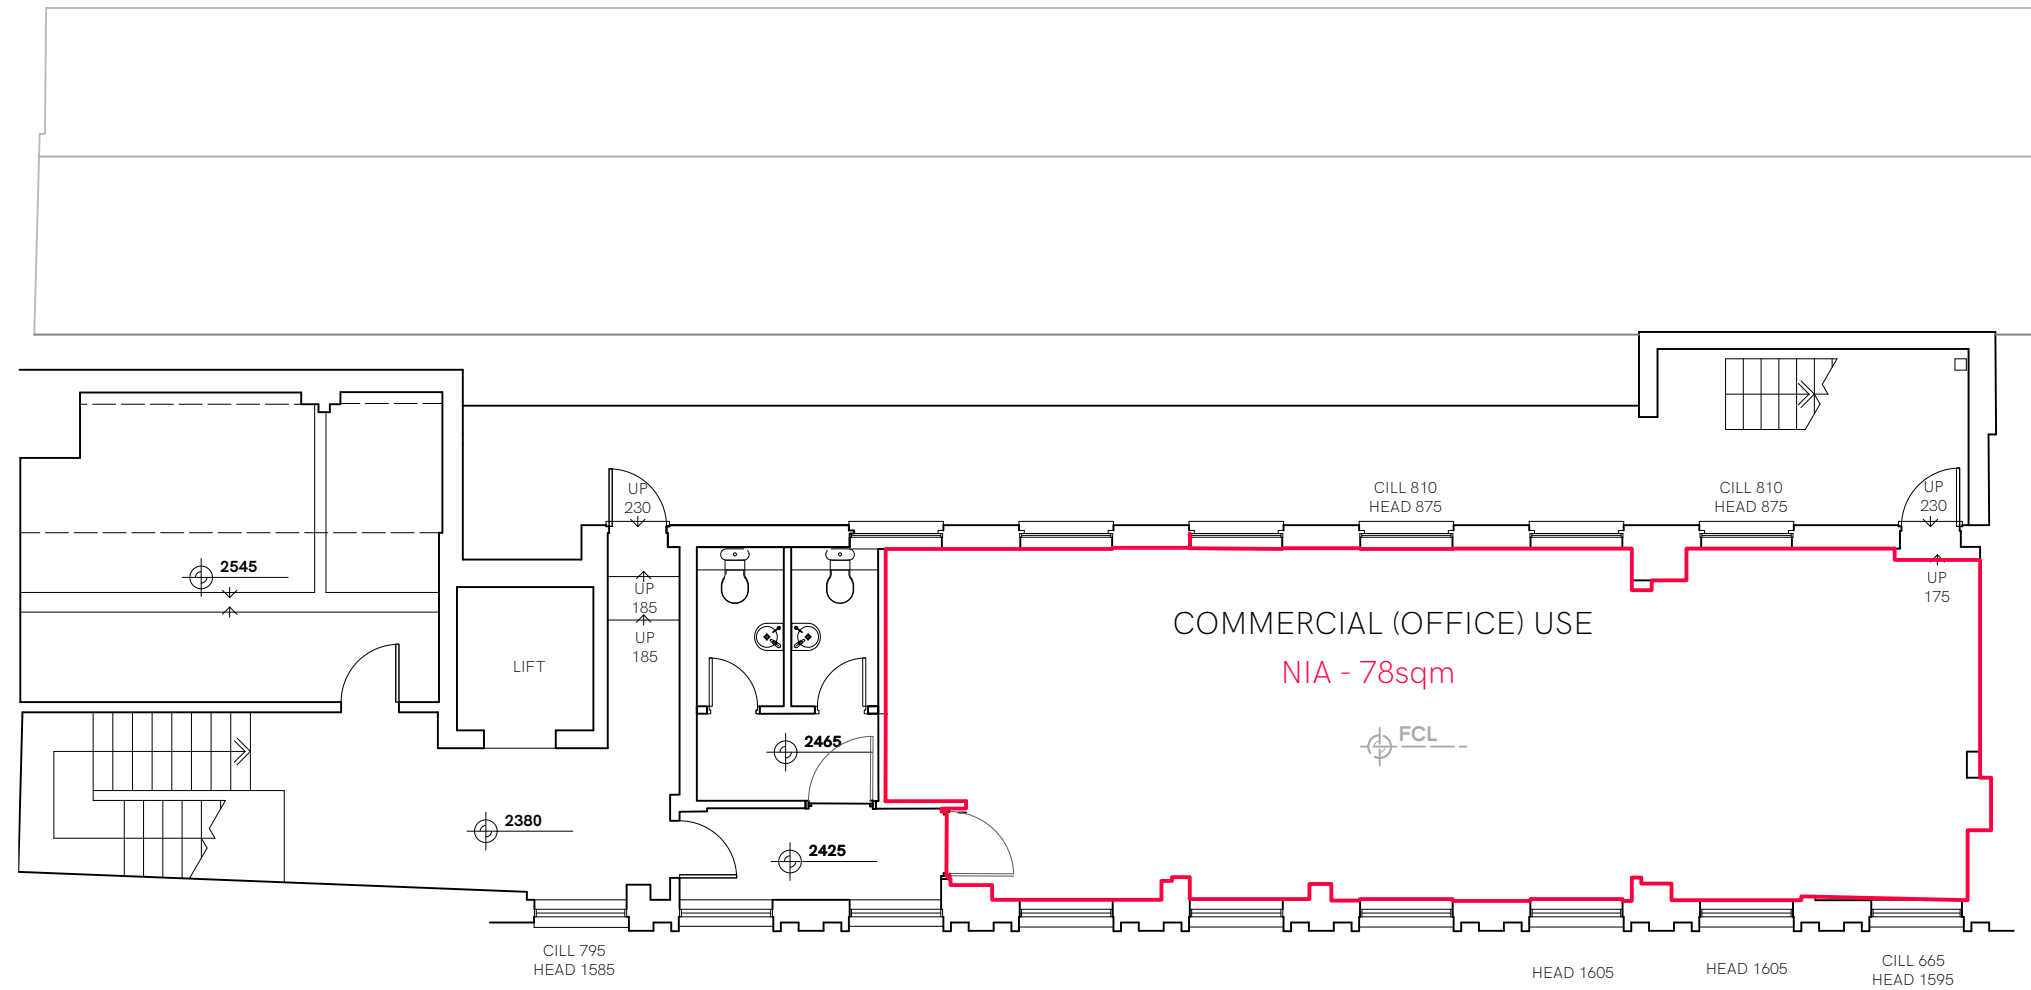 UP
230
CILL 810
HEAD 875
CILL 810
HEAD 875
UP
230
2545
UP
185
UP
175
COMMERCIAL (OFFICE) USE
UP
185
LIFT
NIA - 78sqm
FCL
2465
2380
2425
CILL 795
HEAD 1585
HEAD 1605
HEAD 1605
CILL 665
HEAD 1595